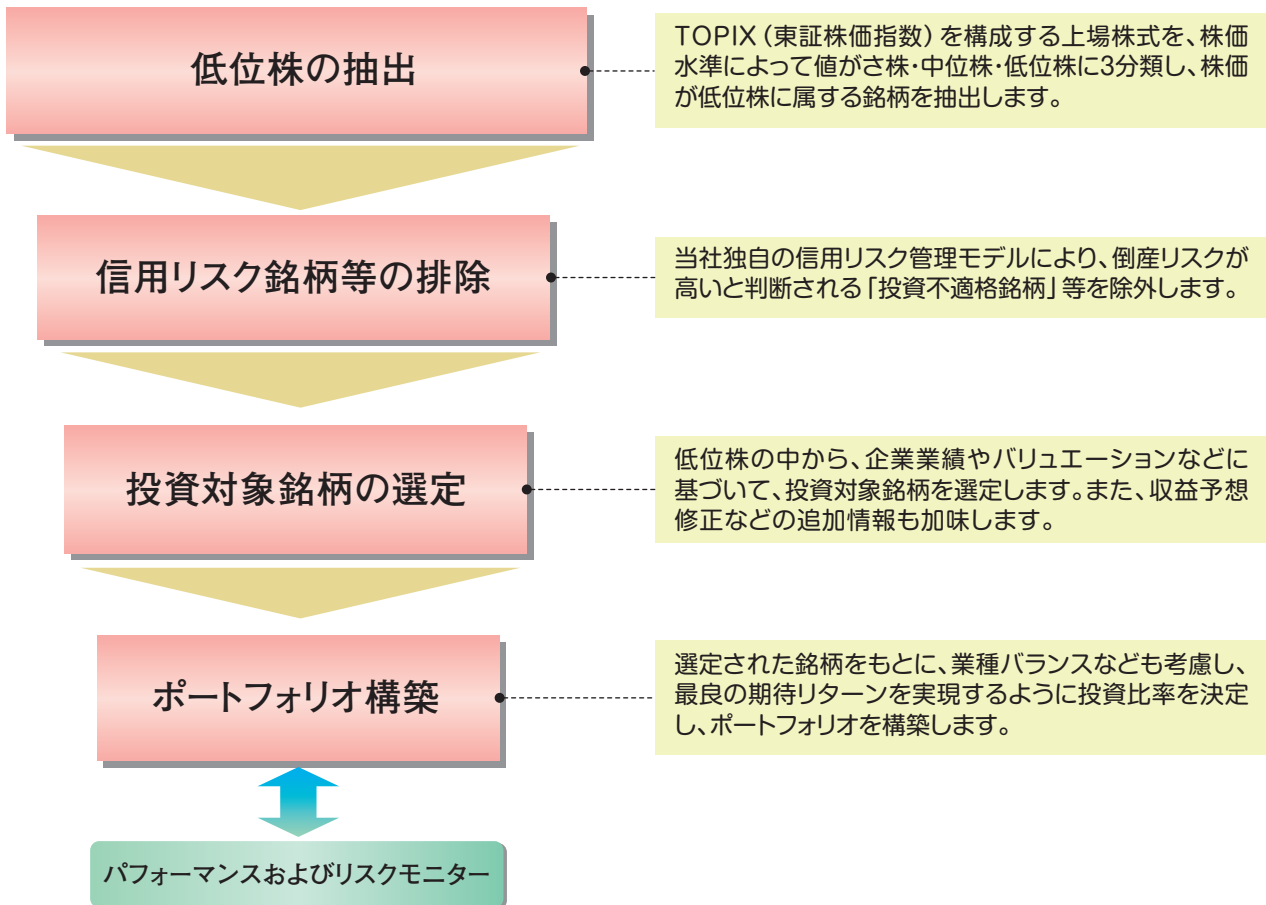 低位株の抽出
TOPIX(東証株価指数)を構成する上場株式を、株価
水準によって値がさ株・中位株・低位株に3分類し、株価
が低位株に属する銘柄を抽出します。
信用リスク銘柄等の排除
当社独自の信用リスク管理モデルにより、倒産リスクが
高いと判断される「投資不適格銘柄」等を除外します。
投資対象銘柄の選定
低位株の中から、企業業績やバリュエーションなどに
基づいて、投資対象銘柄を選定します。また、収益予想
修正などの追加情報も加味します。
ポートフォリオ構築
選定された銘柄をもとに、業種バランスなども考慮し、
最良の期待リターンを実現するように投資比率を決定
し、ポートフォリオを構築します。
パフォーマンスおよびリスクモニター